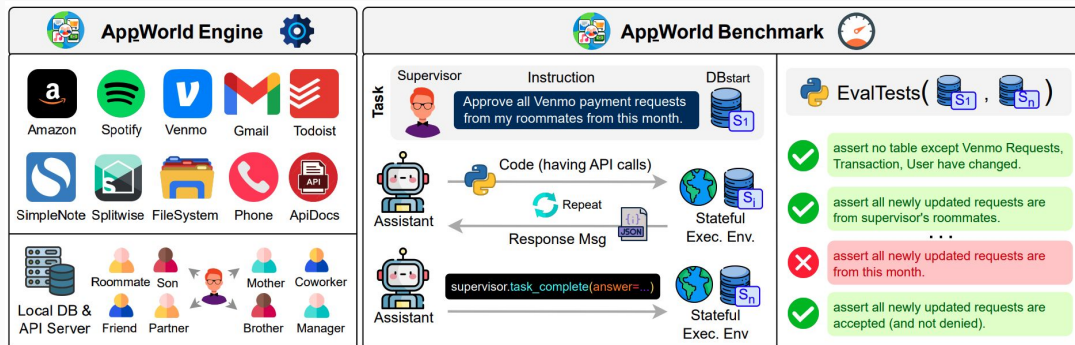 AppWorld Engine
Amazon
Spotify
Venmo
Gmail
Todoist
SimpleNote
Splitwise
FileSystem
Phone
API
ApiDocs
Local DB &
API Server
Roommate
Son
Mother
Coworker
Friend
Partner
Brother
Manager
AppWorld Benchmark
Task
Supervisor
Instruction
DBstart
Approve all Venmo payment requests
from my roommates from this month.
S1
Assistant
Code (having API calls)
Repeat
{i}
JSON
Response Msg
Si
Stateful
Exec. Env.
Assistant
supervisor.task_complete(answer=...)
Sn
Stateful
Exec. Env
EvalTests( S1 , Sn )
assert no table except Venmo Requests,
Transaction, User have changed.
assert all newly updated requests are
from supervisor's roommates.
...
assert all newly updated requests are
from this month.
assert all newly updated requests are
accepted (and not denied).